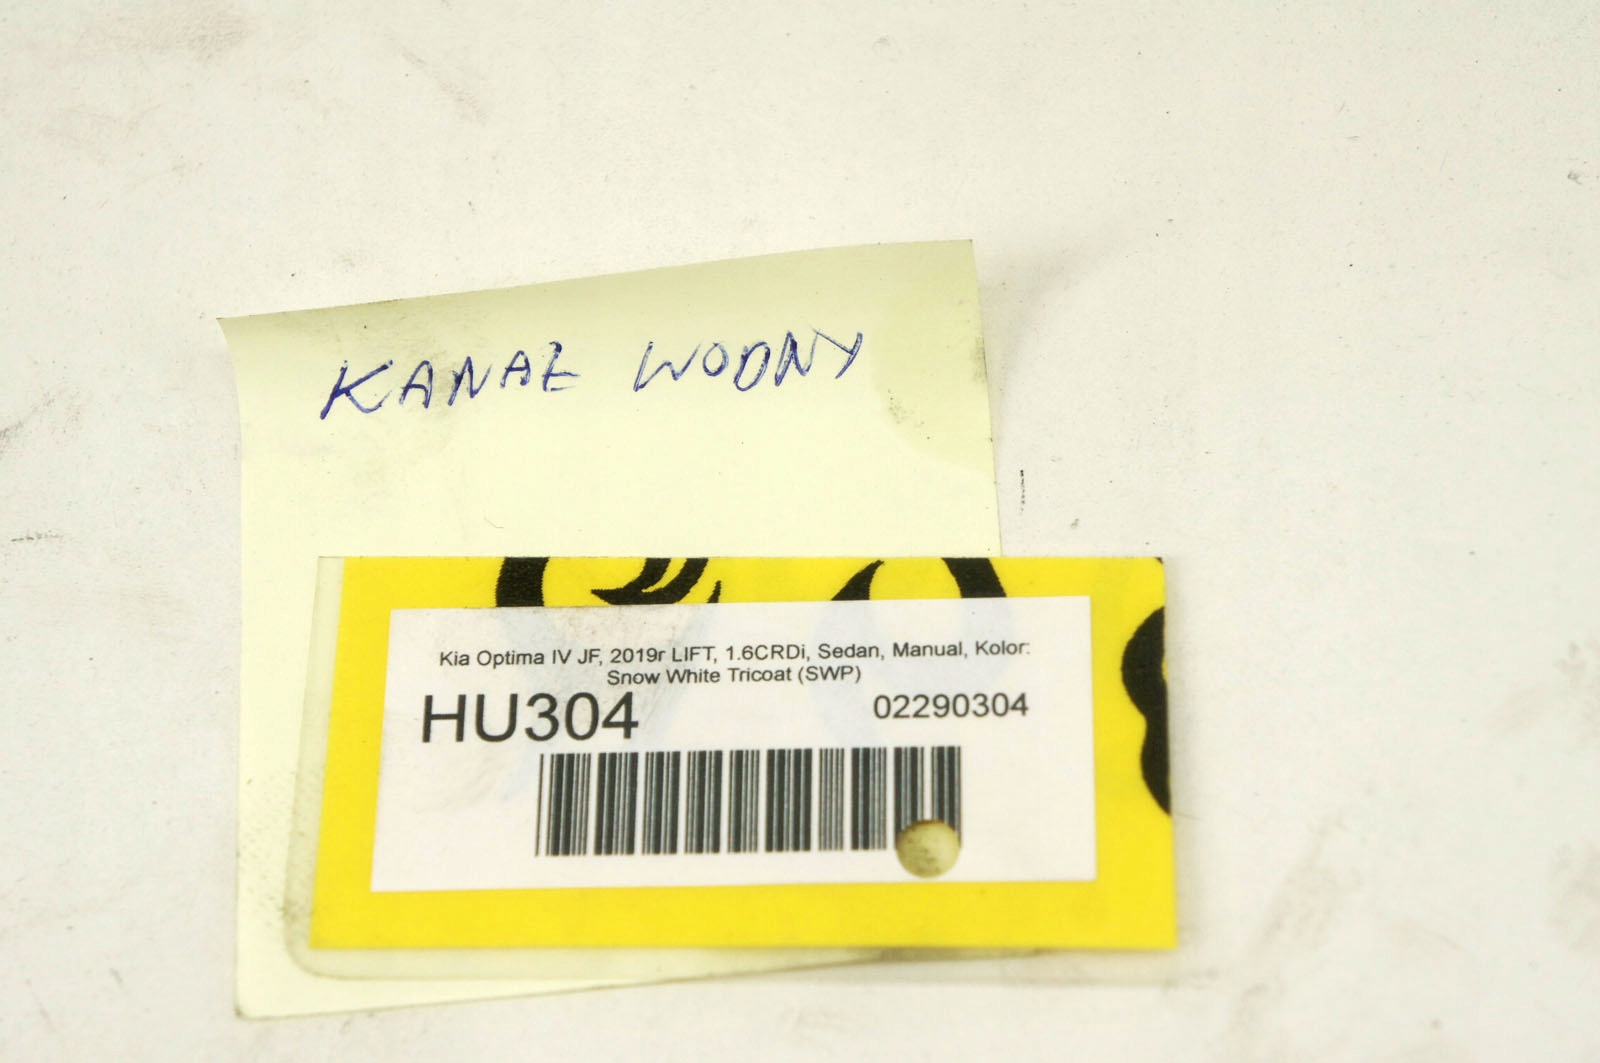 KANAŁ WODNY
Kia Optima IV JF, 2019r LIFT, 1.6CRDi, Sedan, Manual, Kolor:
Snow White Tricoat (SWP)
HU304
02290304